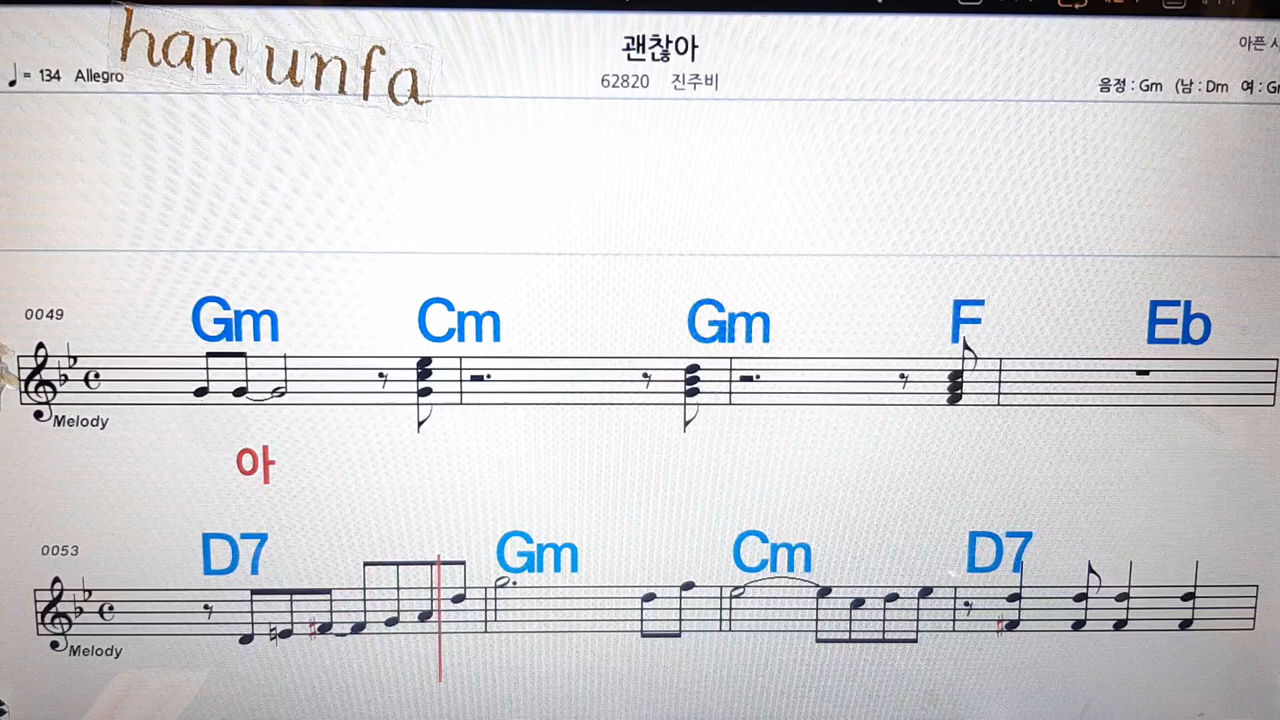 han unfa
괜찮아
♩= 134 Allegro
62820 진주비
음정 : Gm (남 : Dm 여 :
0049
Gm Cm Gm F Eb
Melody
아
0053
D7 Gm Cm D7
Melody